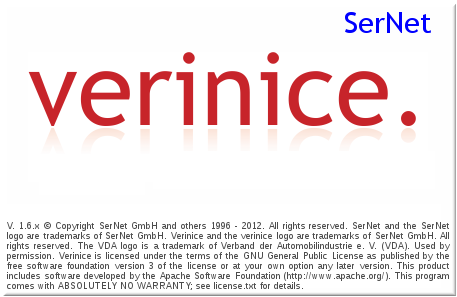 SerNet
verinice.
V. 1.6.x © Copyright SerNet GmbH and others 1996 - 2012. All rights reserved. SerNet and the SerNet
logo are trademarks of SerNet GmbH. Verinice and the verinice logo are trademarks of SerNet GmbH. All
rights reserved. The VDA logo is a trademark of Verband der Automobilindustrie e. V. (VDA). Used by
permission. Verinice is licensed under the terms of the GNU General Public License as published by the
free software foundation version 3 of the license or at your own option any later version. This product
includes software developed by the Apache Software Foundation (http://www.apache.org/). This program
comes with ABSOLUTELY NO WARRANTY; see license.txt for details.